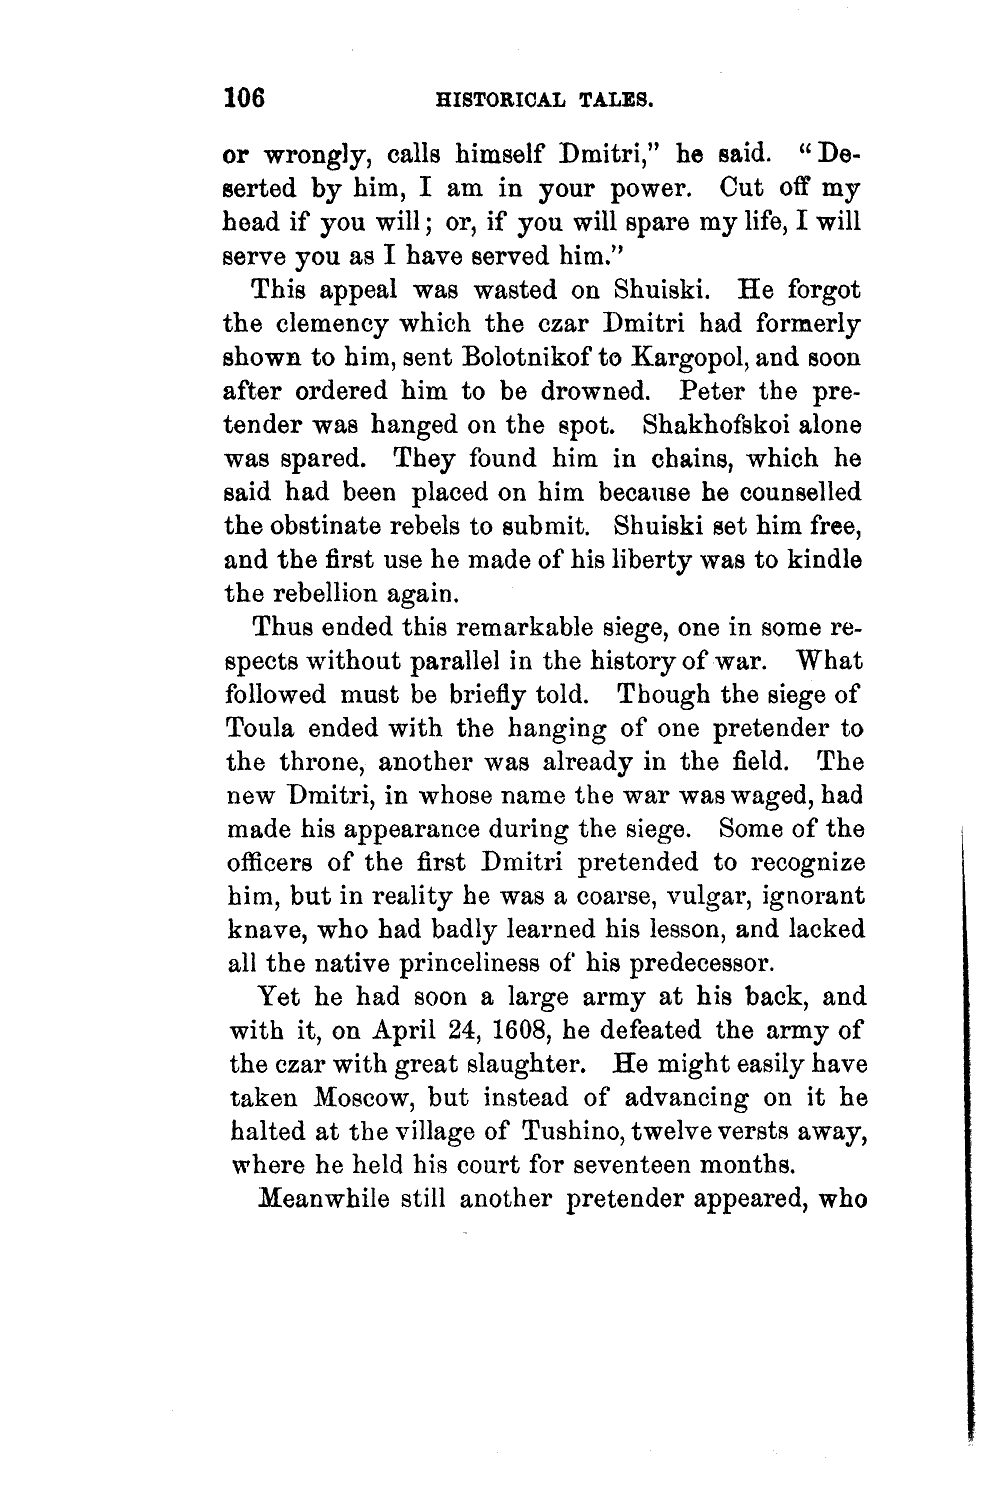 106 HISTORICAL TALES.
or wrongly, calls himself Dmitri,” he said. “De-
serted by him, I am in your power. Cut off my
head if you will; or, if you will spare my life, I will
serve you as I have served him.”
This appeal was wasted on Shuiski. He forgot
the clemency which the czar Dmitri had formerly
shown to him, sent Bolotnikof to Kargopol, and soon
after ordered him to be drowned. Peter the pre-
tender was hanged on the spot. Shakhofskoi alone
was spared. They found him in chains, which he
said had been placed on him because he counselled
the obstinate rebels to submit. Shuiski set him free,
and the first use he made of his liberty was to kindle
the rebellion again.
Thus ended this remarkable siege, one in some re-
spects without parallel in the history of war. What
followed must be briefly told. Though the siege of
Toula ended with the hanging of one pretender to
the throne, another was already in the field. The
new Dmitri, in whose name the war was waged, had
made his appearance during the siege. Some of the
officers of the first Dmitri pretended to recognize
him, but in reality he was a coarse, vulgar, ignorant
knave, who had badly learned his lesson, and lacked
all the native princeliness of his predecessor.
Yet he had soon a large army at his back, and
with it, on April 24, 1608, he defeated the army of
the czar with great slaughter. He might easily have
taken Moscow, but instead of advancing on it he
halted at the village of Tushino, twelve versts away,
where he held his court for seventeen months.
Meanwhile still another pretender appeared, who